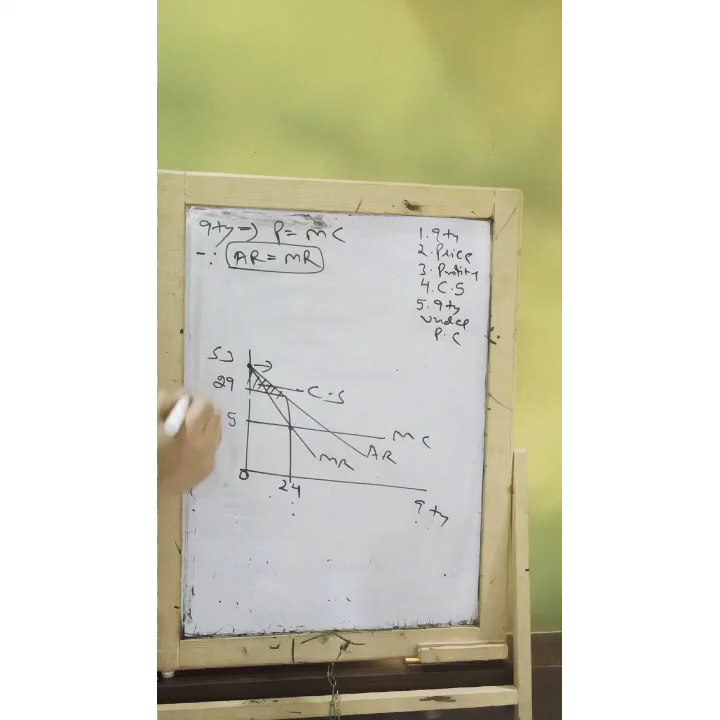 qty => P = MC
∴ AR = MR
1. qty
2. Price
3. Profit
4. C.S
5. qty
under
P.C
53
29
C.S
5
MC
AR
MR
0
24
qty